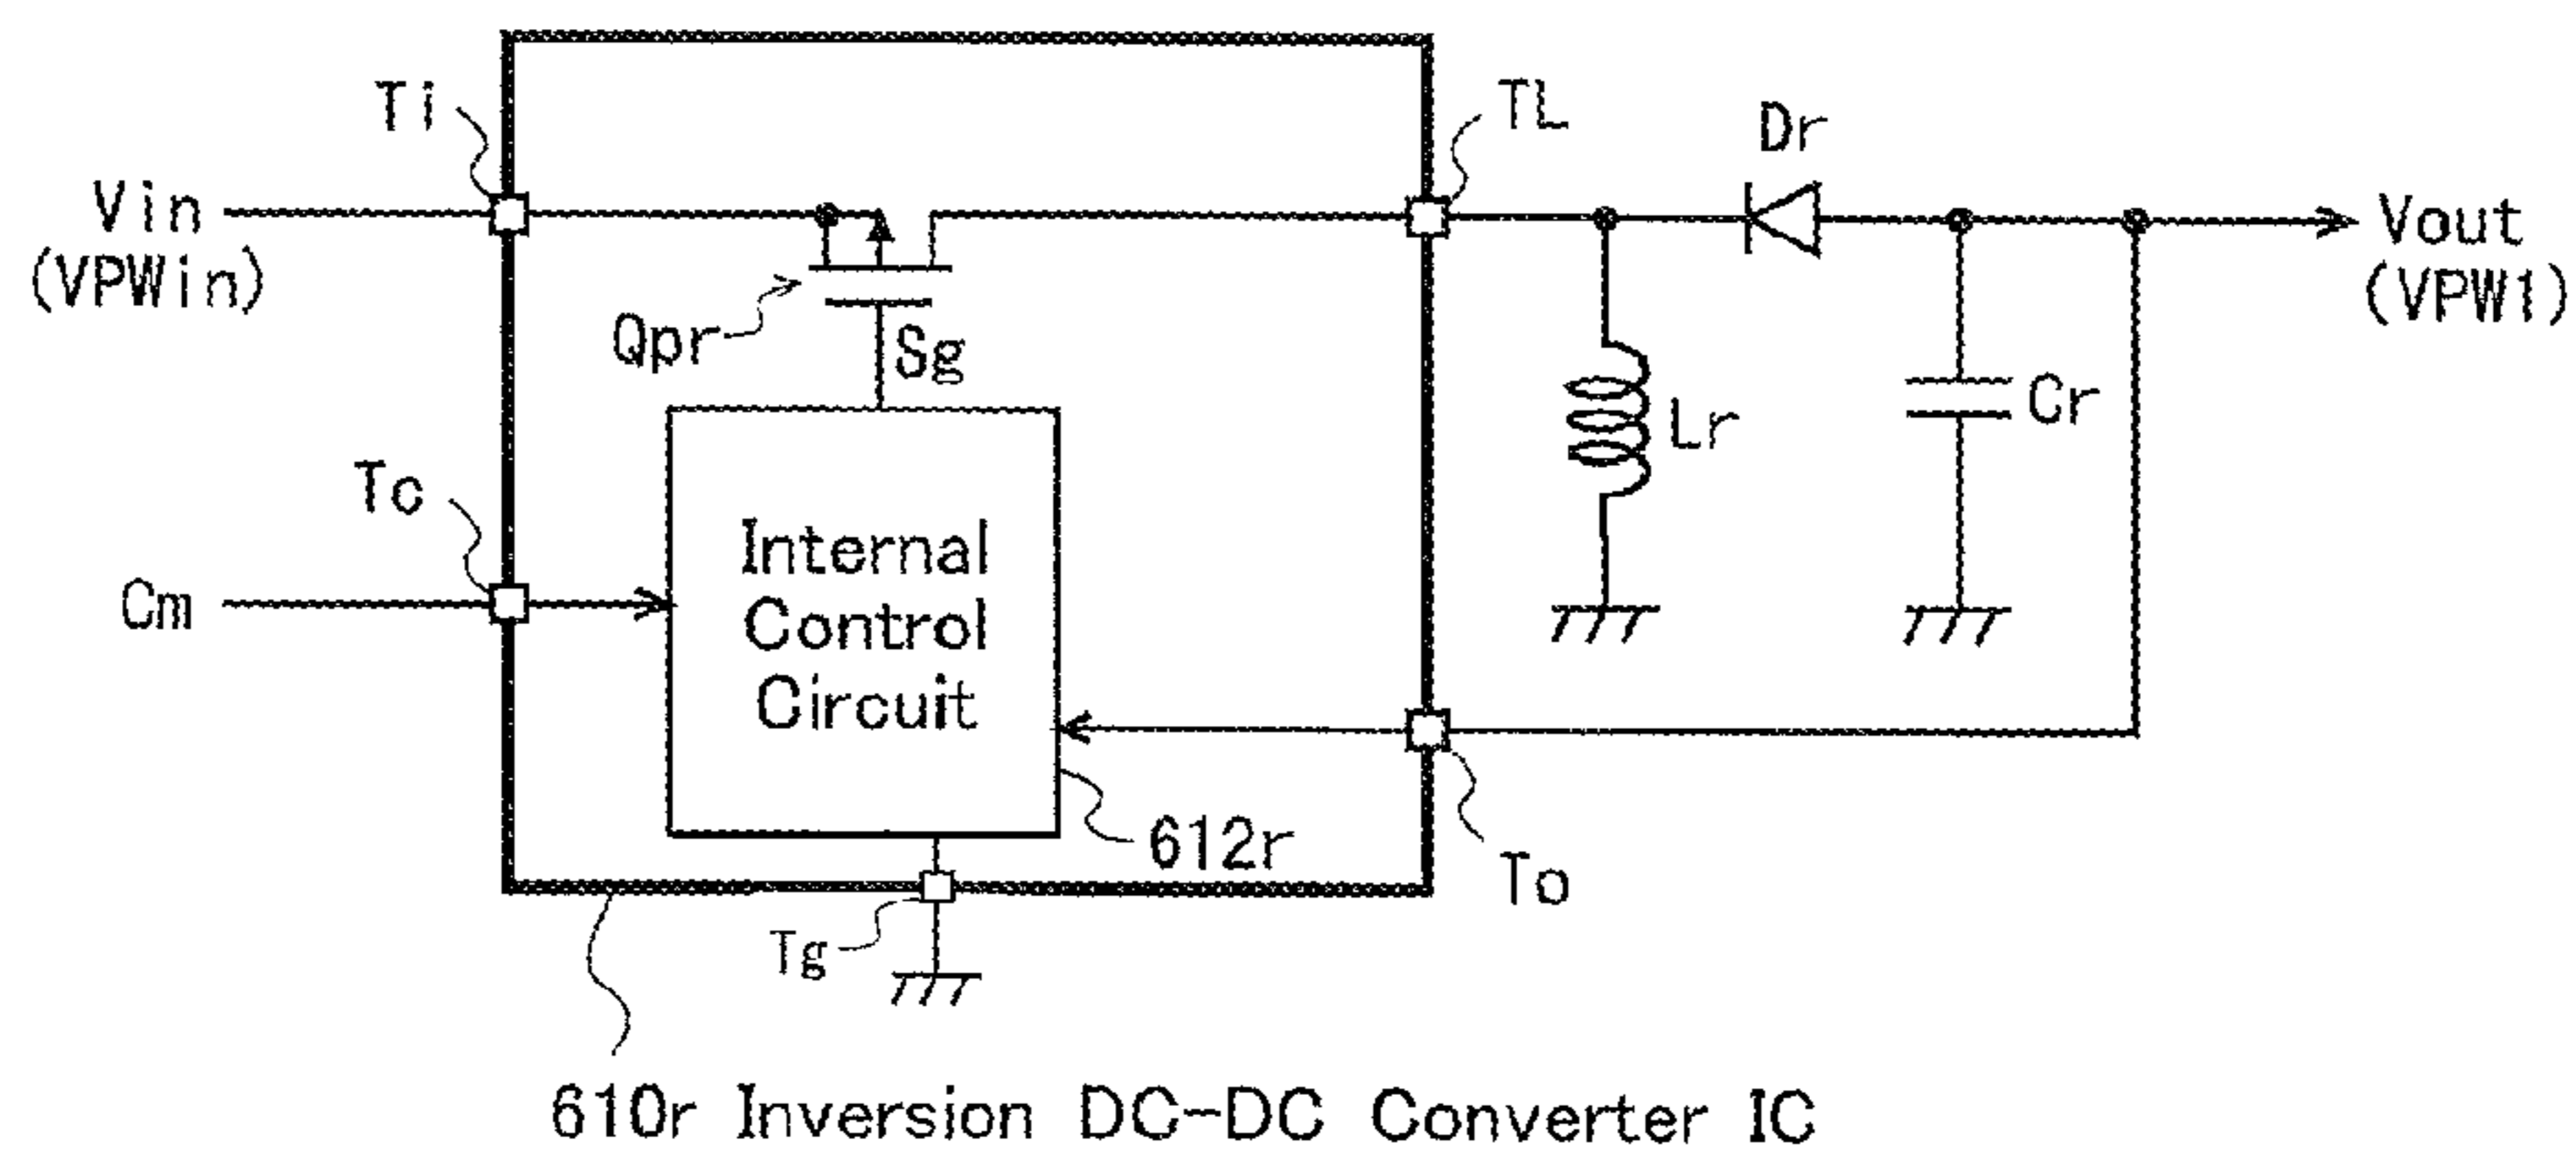 Ti
TL
Dr
Vin
(VPWin)
Vout
(VPW1)
Qpr
Sg
Cr
Lr
Tc
Cm
Internal
Control
Circuit
612r
To
Tg
610r Inversion DC-DC Converter IC